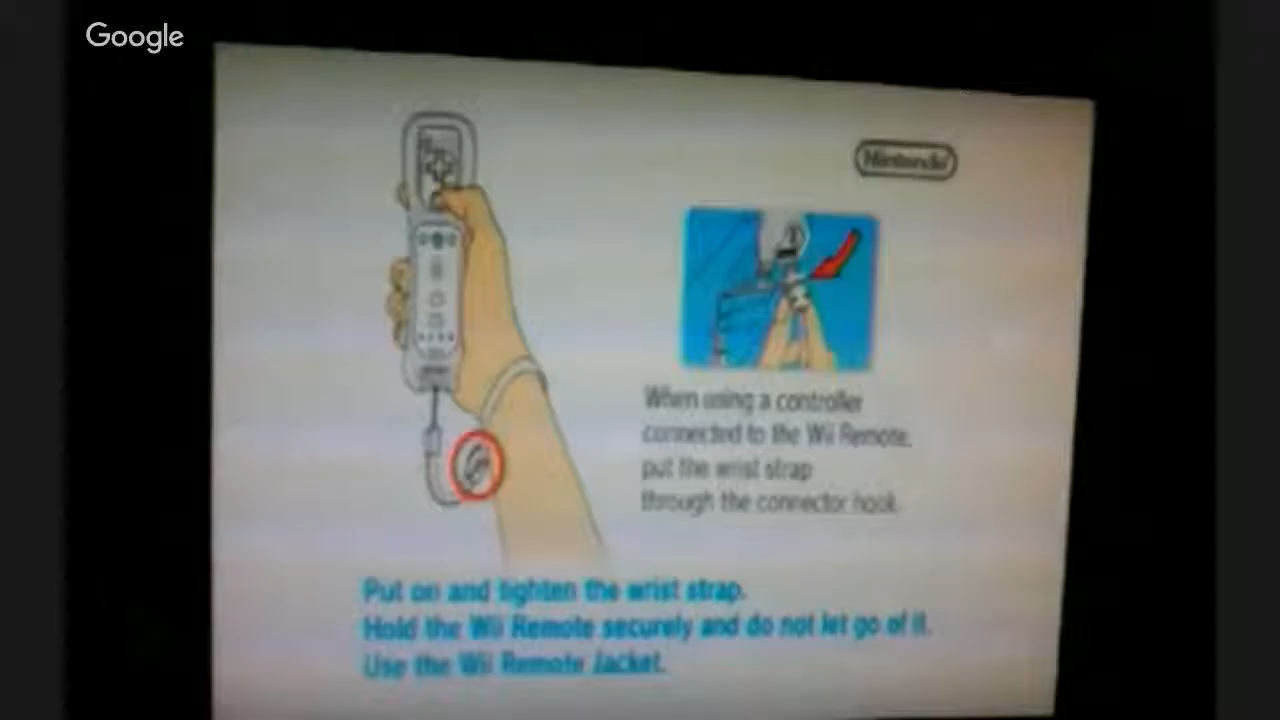 Google
Nintendo
When using a controller
connected to the Wii Remote,
put the wrist strap
through the connector hook.
Put on and tighten the wrist strap.
Hold the Wii Remote securely and do not let go of it.
Use the Wii Remote Jacket.